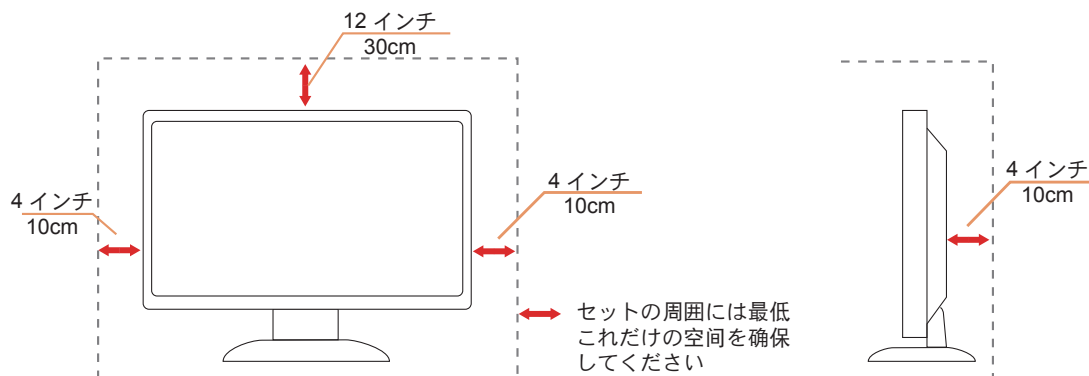 12 インチ
30cm
4 インチ
10cm
4 インチ
10cm
4 インチ
10cm
セットの周囲には最低
これだけの空间を确保
してください